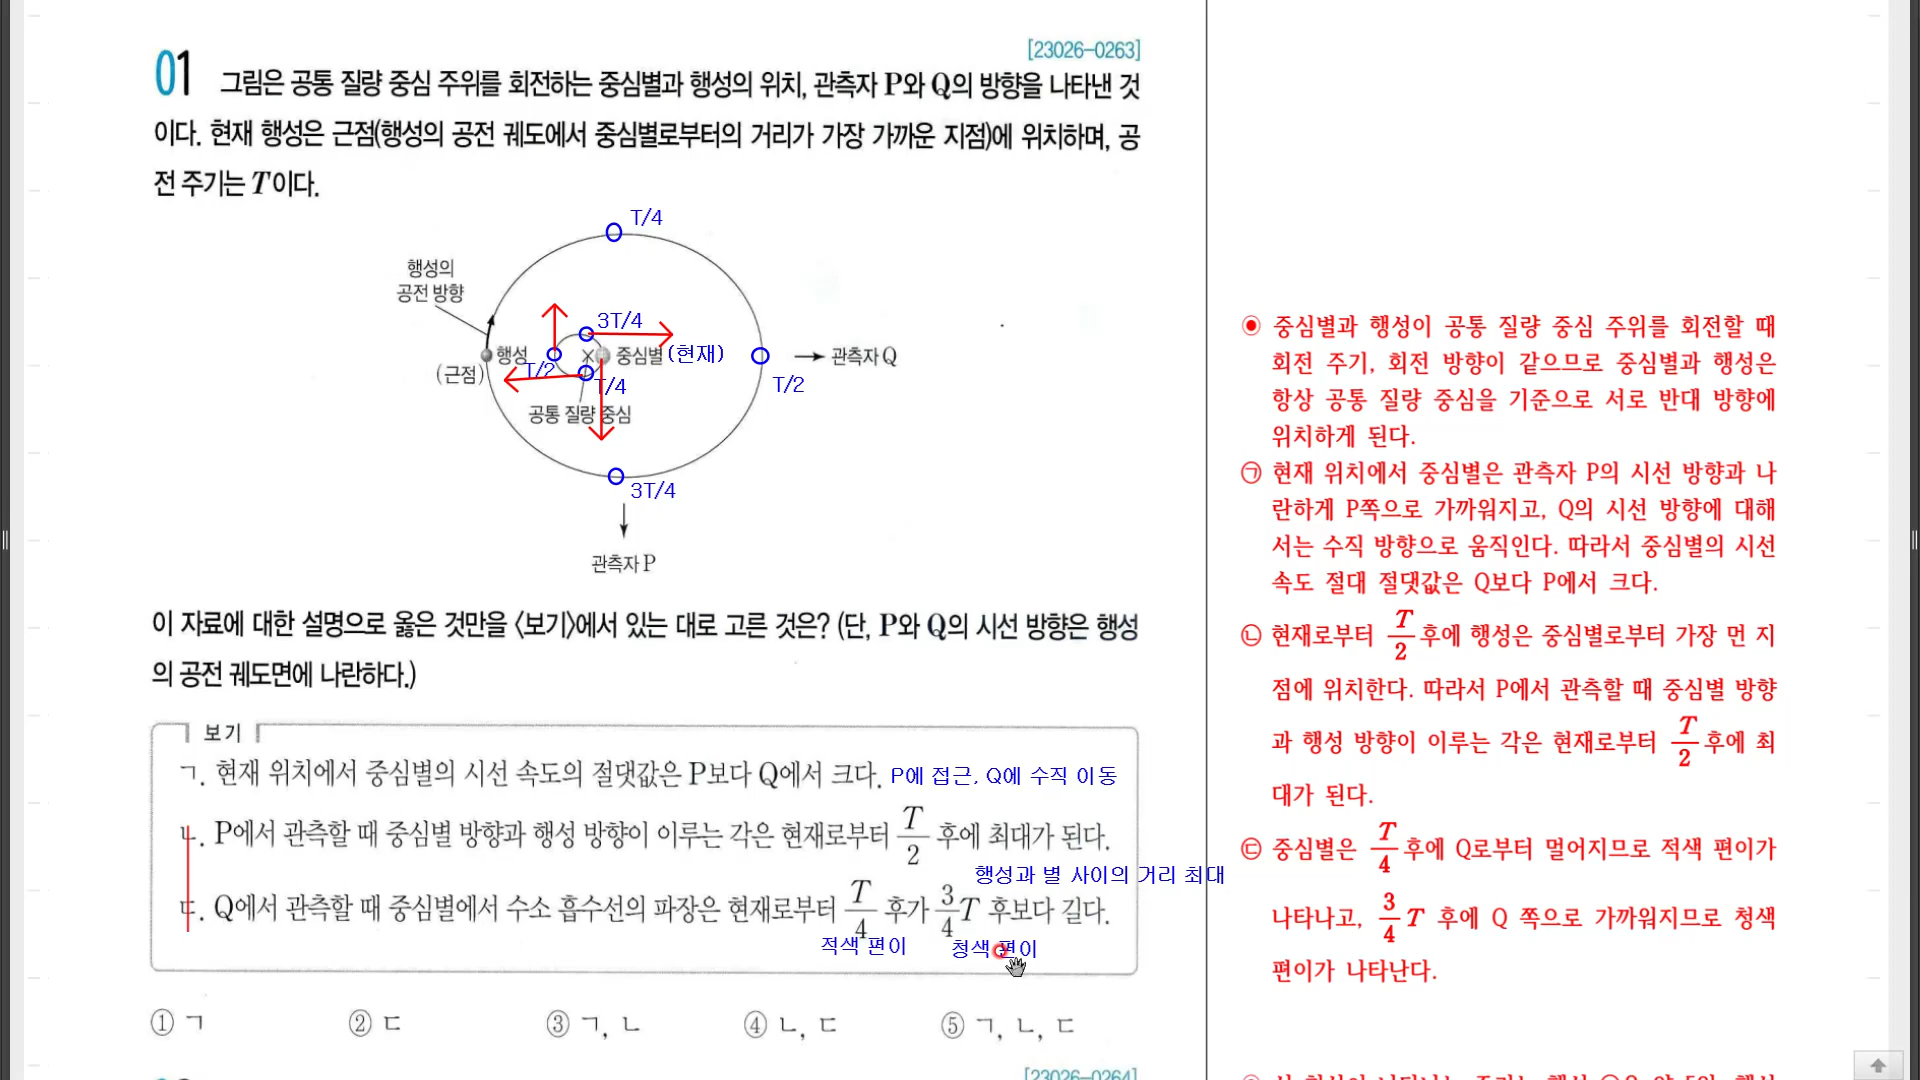 [23026-0263]
01 그림은 공통 질량 중심 주위를 회전하는 중심별과 행성의 위치, 관측자 P와 Q의 방향을 나타낸 것
이다. 현재 행성은 근점(행성의 공전 궤도에서 중심별로부터의 거리가 가장 가까운 지점)에 위치하며, 공
전 주기는 T이다.
T/4
행성의
공전 방향
3T/4
행성
중심별 (현재)
관측자 Q
(근점)
T/2
T/4
T/2
공통 질량 중심
3T/4
관측자 P
이 자료에 대한 설명으로 옳은 것만을 <보기>에서 있는 대로 고른 것은? (단, P와 Q의 시선 방향은 행성
의 공전 궤도면에 나란하다.)
보기
ㄱ. 현재 위치에서 중심별의 시선 속도의 절댓값은 P보다 Q에서 크다. P에 접근, Q에 수직 이동
ㄴ. P에서 관측할 때 중심별 방향과 행성 방향이 이루는 각은 현재로부터 T/2 후에 최대가 된다.
행성과 별 사이의 거리 최대
ㄷ. Q에서 관측할 때 중심별에서 수소 흡수선의 파장은 현재로부터 T/4 후가 3/4 T 후보다 길다.
적색 편이 청색 편이
① ㄱ ② ㄷ ③ ㄱ, ㄴ ④ ㄴ, ㄷ ⑤ ㄱ, ㄴ, ㄷ
[23026-0264]
중심별과 행성이 공통 질량 중심 주위를 회전할 때
회전 주기, 회전 방향이 같으므로 중심별과 행성은
항상 공통 질량 중심을 기준으로 서로 반대 방향에
위치하게 된다.
㉠ 현재 위치에서 중심별은 관측자 P의 시선 방향과 나
란하게 P쪽으로 가까워지고, Q의 시선 방향에 대해
서는 수직 방향으로 움직인다. 따라서 중심별의 시선
속도 절대 절댓값은 Q보다 P에서 크다.
㉡ 현재로부터 T/2 후에 행성은 중심별로부터 가장 먼 지
점에 위치한다. 따라서 P에서 관측할 때 중심별 방향
과 행성 방향이 이루는 각은 현재로부터 T/2 후에 최
대가 된다.
㉢ 중심별은 T/4 후에 Q로부터 멀어지므로 적색 편이가
나타나고, 3/4 T 후에 Q 쪽으로 가까워지므로 청색
편이가 나타난다.